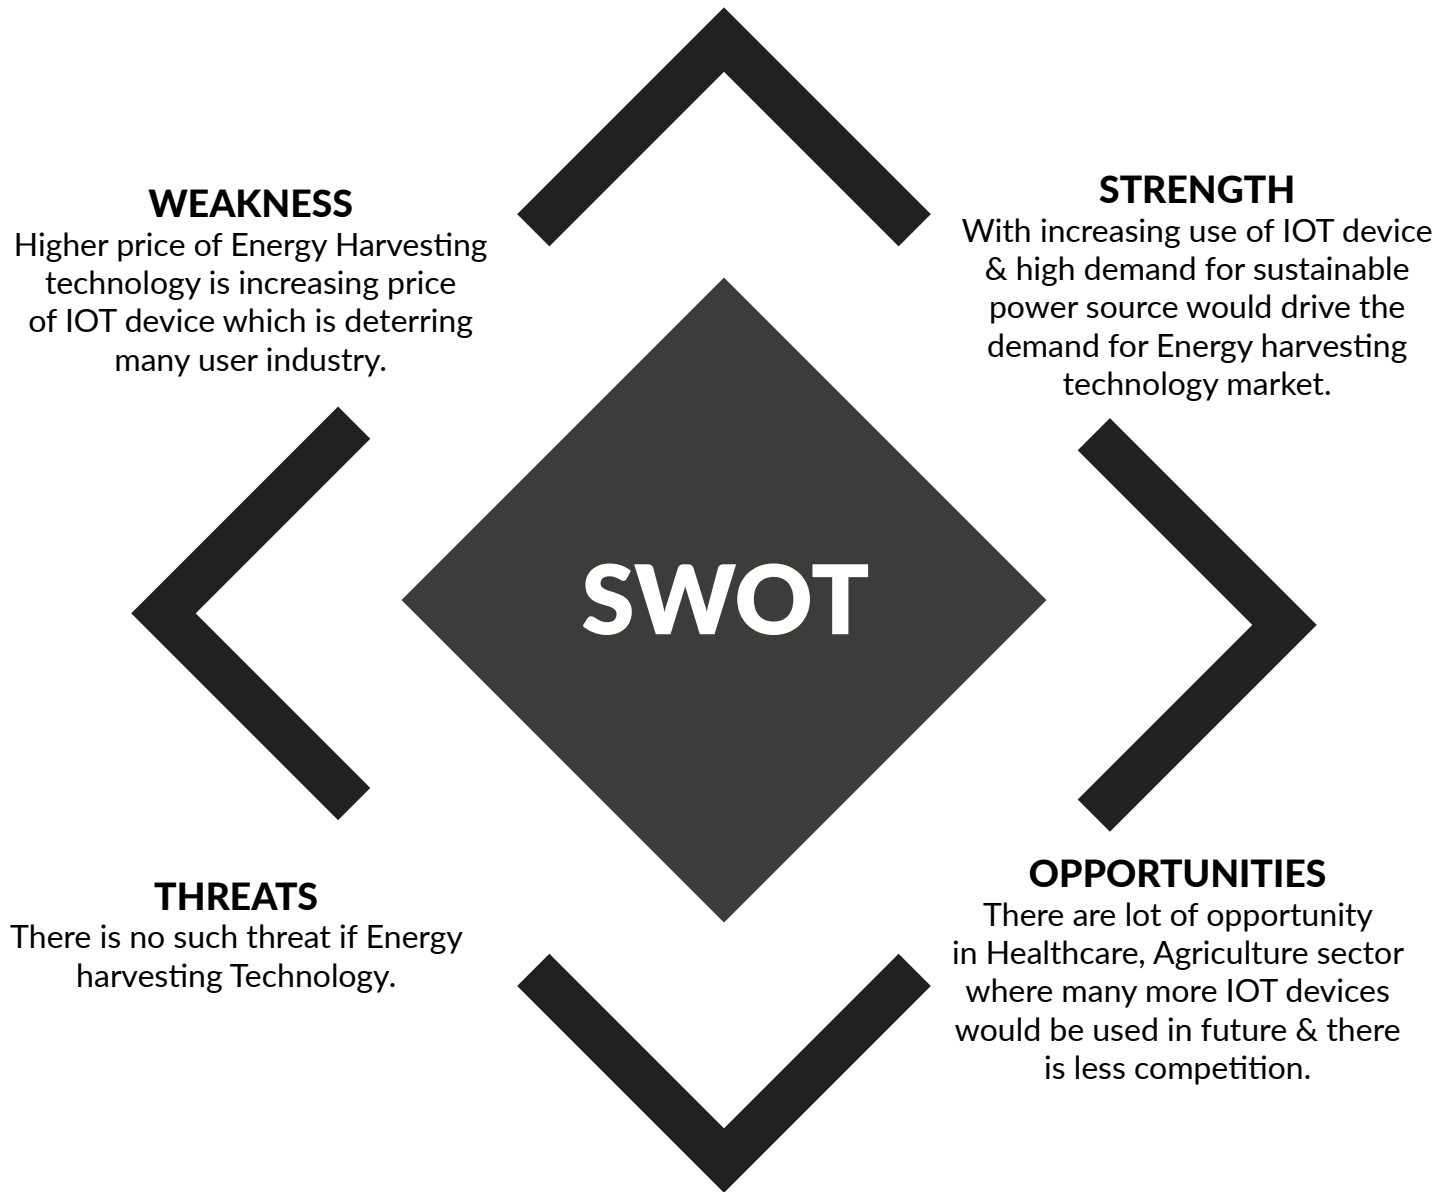 WEAKNESS
Higher price of Energy Harvesting
technology is increasing price
of IOT device which is deterring
many user industry.
STRENGTH
With increasing use of IOT device
& high demand for sustainable
power source would drive the
demand for Energy harvesting
technology market.
SWOT
THREATS
There is no such threat if Energy
harvesting Technology.
OPPORTUNITIES
There are lot of opportunity
in Healthcare, Agriculture sector
where many more IOT devices
would be used in future & there
is less competition.